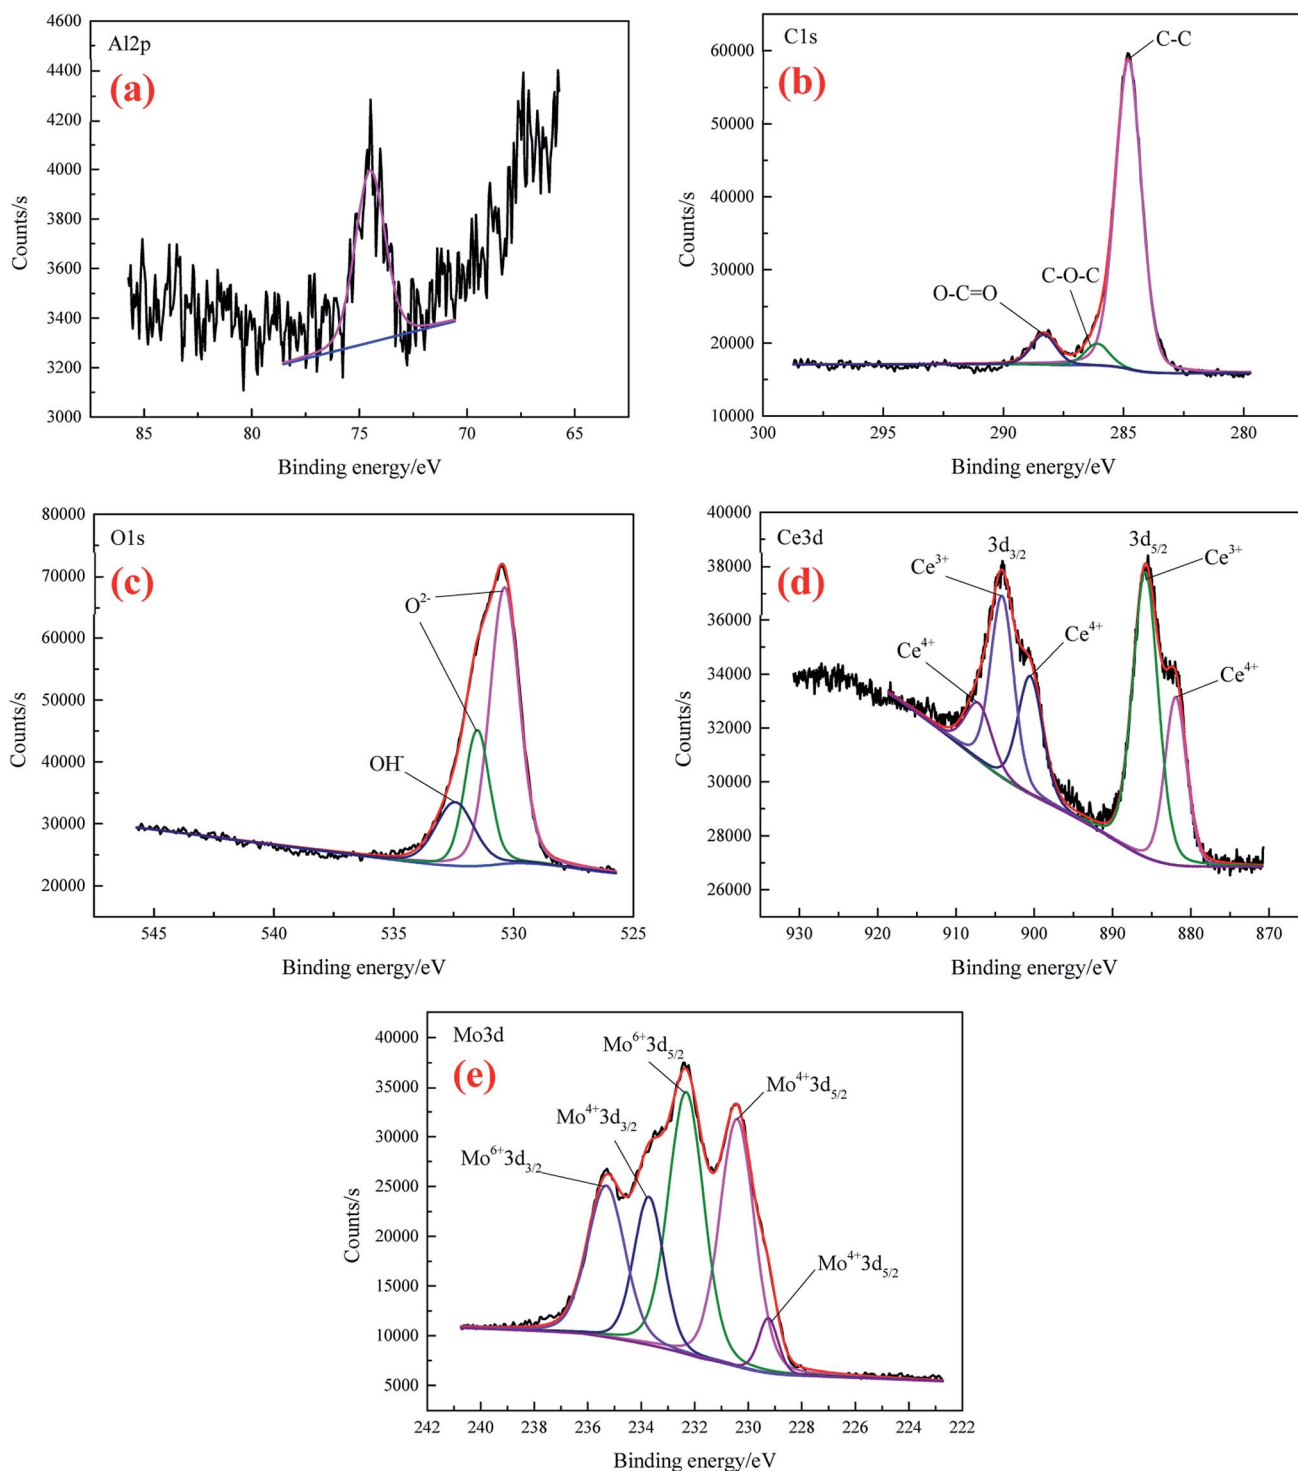 Al2p
(a)
4600
4400
4200
4000
3800
3600
3400
3200
3000
85 80 75 70 65
Counts/s
Binding energy/eV
C1s
(b)
C-C
C-O-C
O-C=O
60000
50000
40000
30000
20000
10000
300 295 290 285 280
Counts/s
Binding energy/eV
O1s
(c)
O²⁻
OH⁻
80000
70000
60000
50000
40000
30000
20000
545 540 535 530 525
Counts/s
Binding energy/eV
Ce3d
(d)
3d₃/₂
3d₅/₂
Ce³⁺
Ce³⁺
Ce⁴⁺
Ce⁴⁺
Ce⁴⁺
40000
38000
36000
34000
32000
30000
28000
26000
930 920 910 900 890 880 870
Counts/s
Binding energy/eV
Mo3d
(e)
Mo⁶⁺3d₅/₂
Mo⁴⁺3d₅/₂
Mo⁴⁺3d₃/₂
Mo⁶⁺3d₃/₂
Mo⁴⁺3d₅/₂
40000
35000
30000
25000
20000
15000
10000
5000
242 240 238 236 234 232 230 228 226 224 222
Counts/s
Binding energy/eV